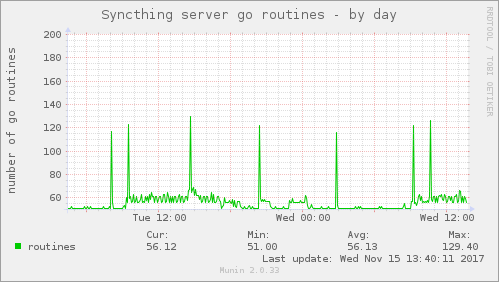 Syncthing server go routines - by day
RRDTOOL / TOBI OETIKER
number of go routines
200
180
160
140
120
100
80
60
Tue 12:00 Wed 00:00 Wed 12:00
Cur: Min: Avg: Max:
routines 56.12 51.00 56.13 129.40
Last update: Wed Nov 15 13:40:11 2017
Munin 2.0.33